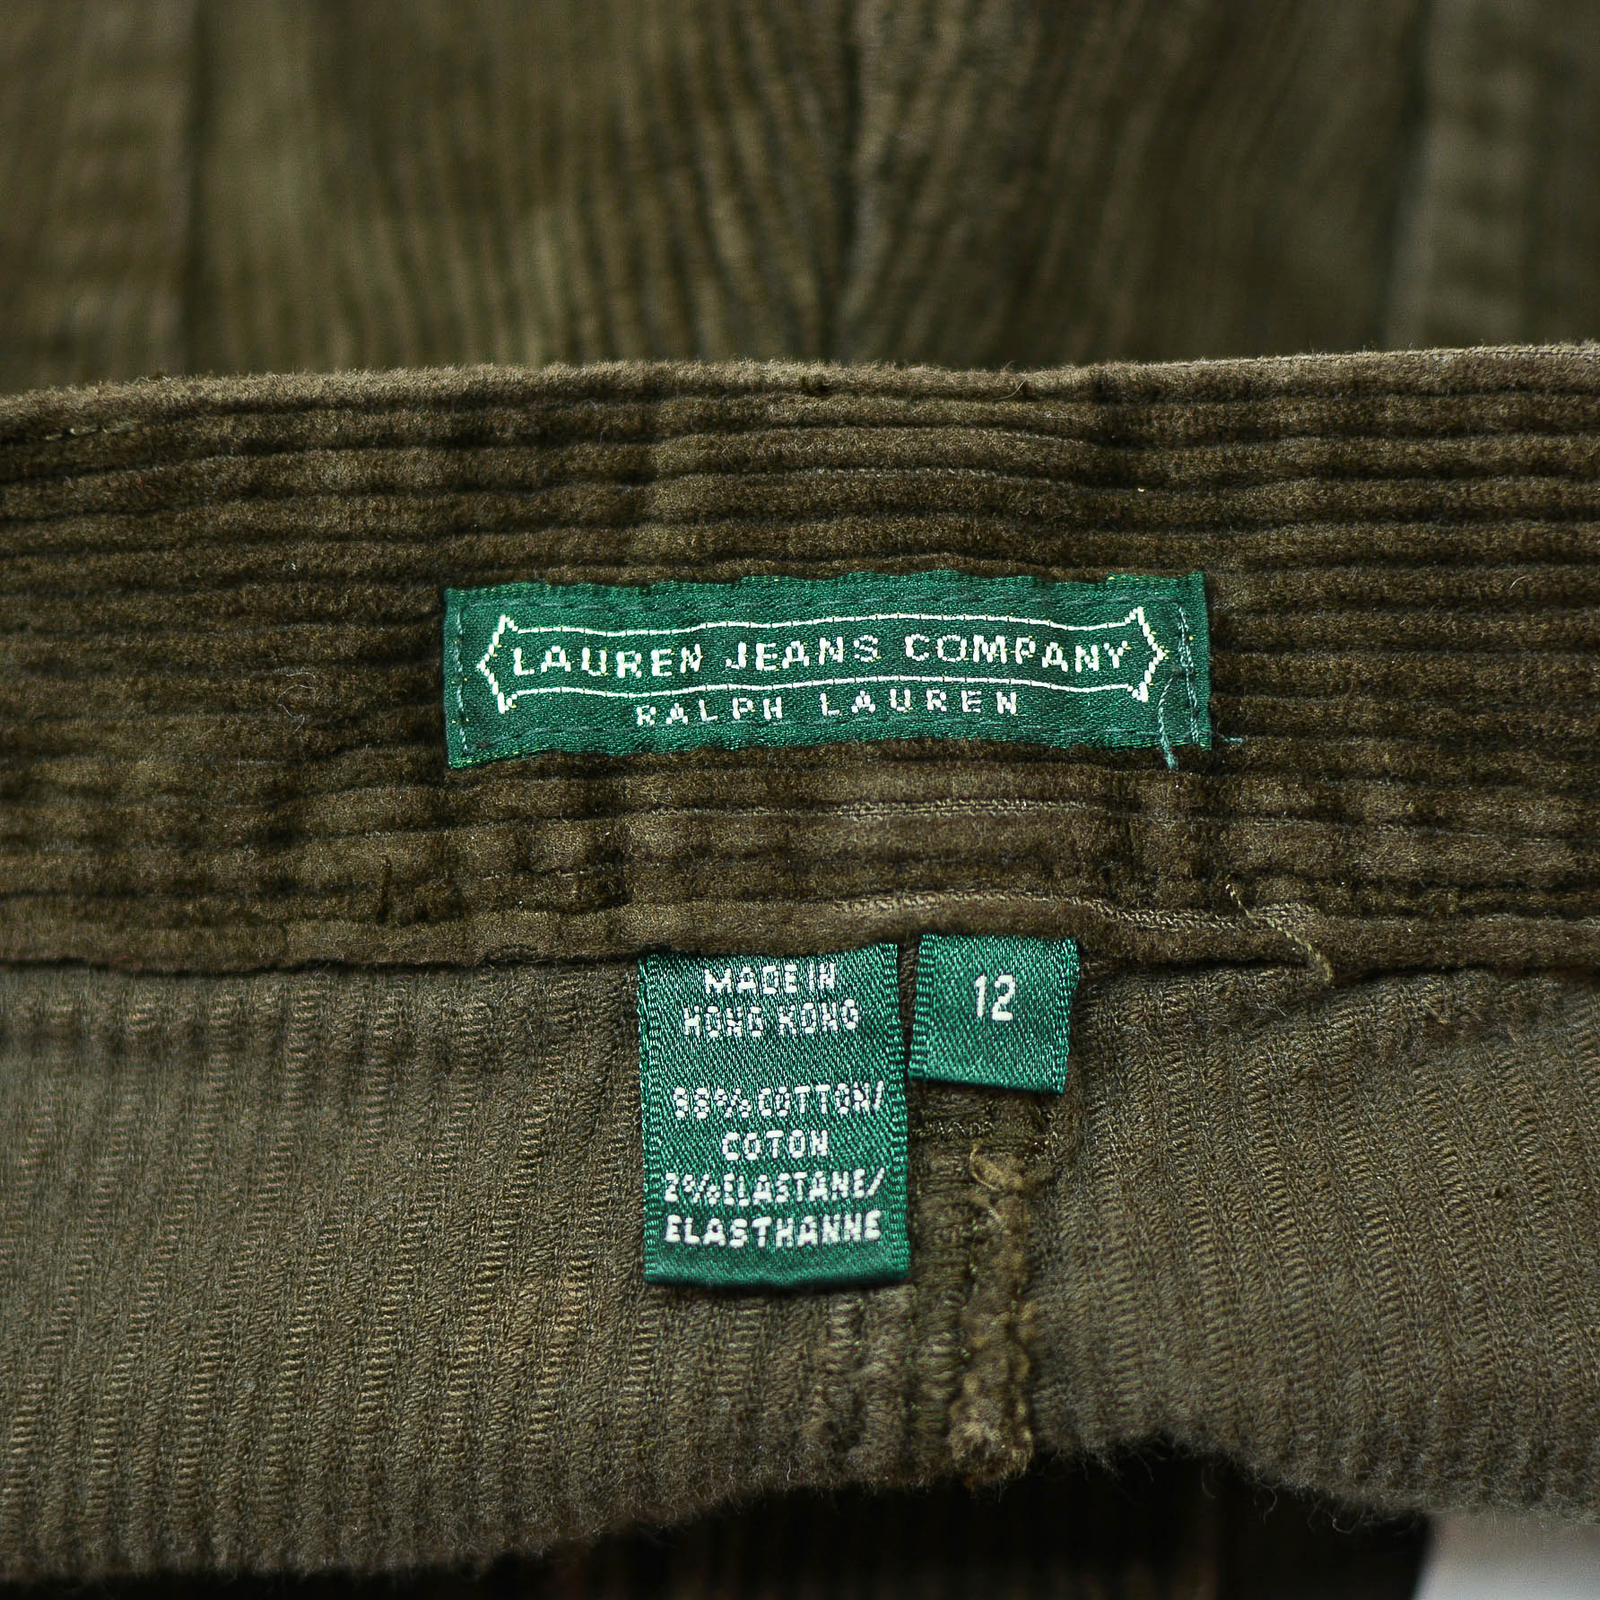 LAUREN JEANS COMPANY
RALPH LAUREN
MADE IN
HONG KONG
12
98% COTTON/
COTON
2% ELASTANE/
ELASTHANNE